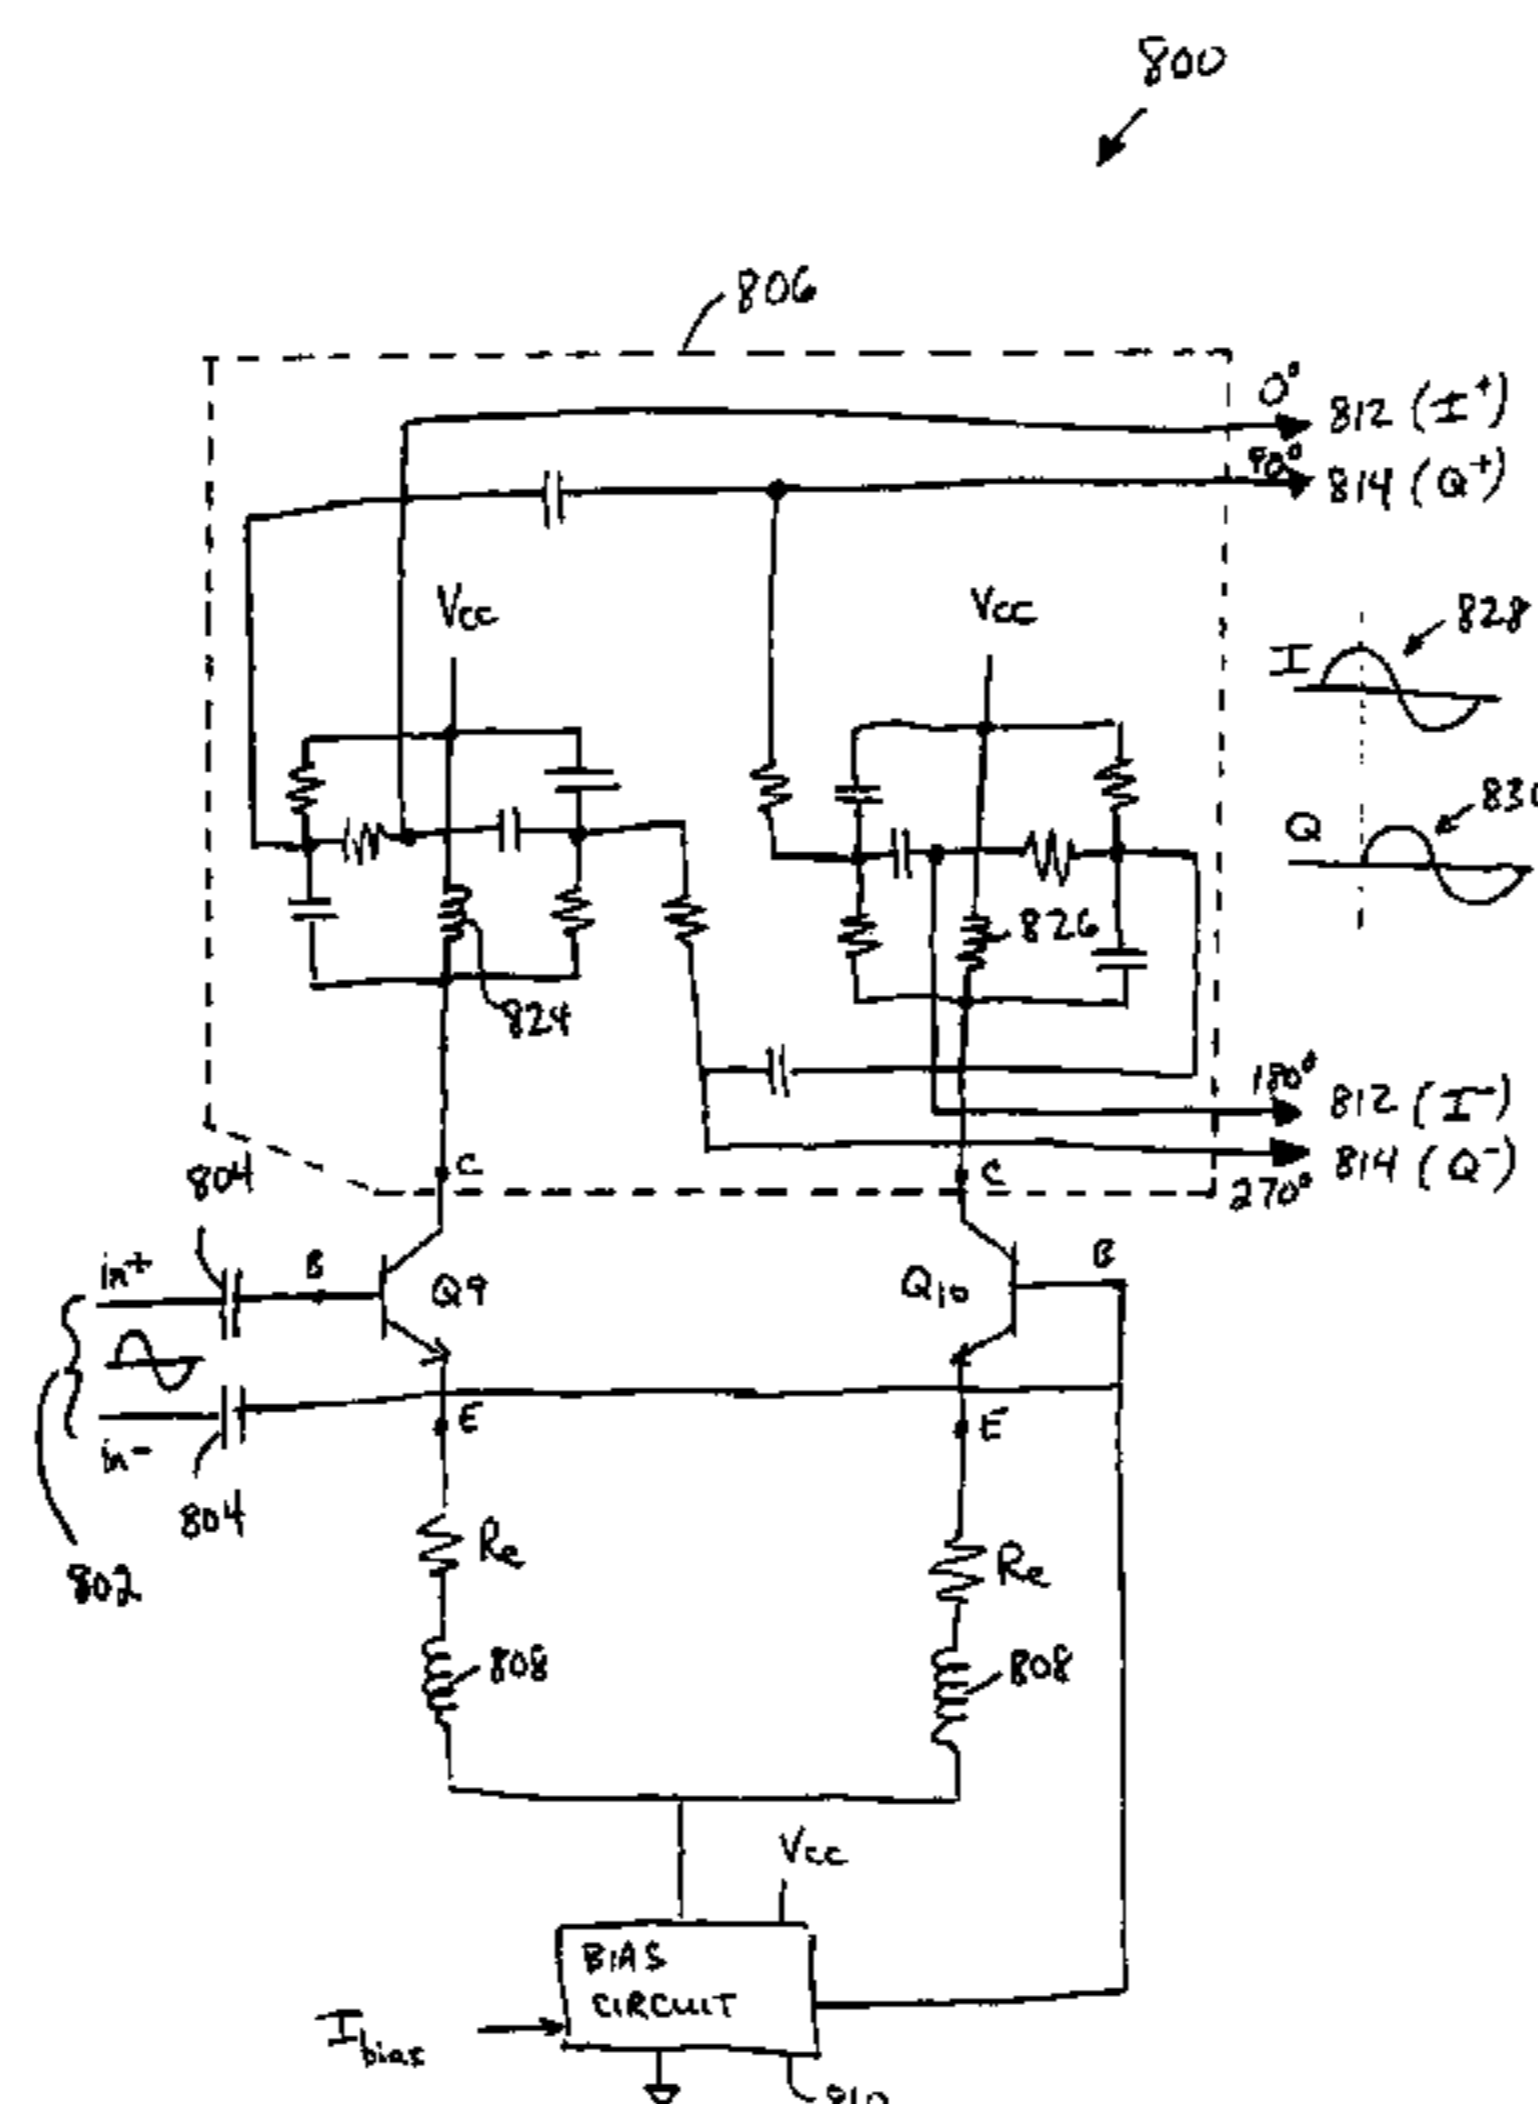 800
806
0°
812 (I+)
90°
814 (Q+)
Vcc
Vcc
828
I
830
Q
826
824
180°
812 (I-)
814 (Q-)
270°
C
C
804
in+
B
Q9
Q10
B
in-
E
E
804
802
Re
Re
808
808
Vcc
BIAS
CIRCUIT
Ibias
810